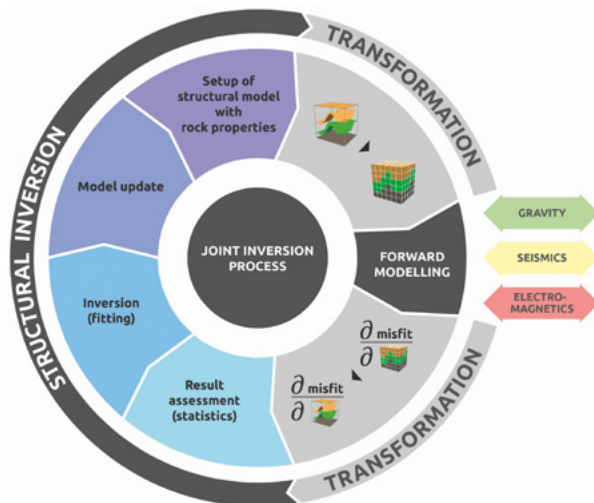 TRANSFORMATION
Setup of
structural model
with
rock properties
STRUCTURAL INVERSION
Model update
JOINT INVERSION
PROCESS
FORWARD
MODELLING
GRAVITY
SEISMICS
ELECTRO-
MAGNETICS
Inversion
(fitting)
Result
assessment
(statistics)
∂ misfit
∂
∂ misfit
∂
TRANSFORMATION